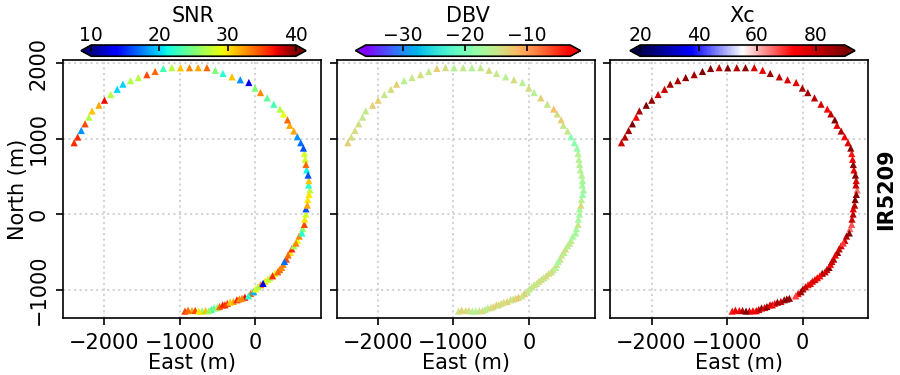 SNR DBV Xc
10 20 30 40 −30 −20 −10 20 40 60 80
2000
1000
0
−1000
North (m)
IR5209
−2000 −1000 0 −2000 −1000 0 −2000 −1000 0
East (m) East (m) East (m)